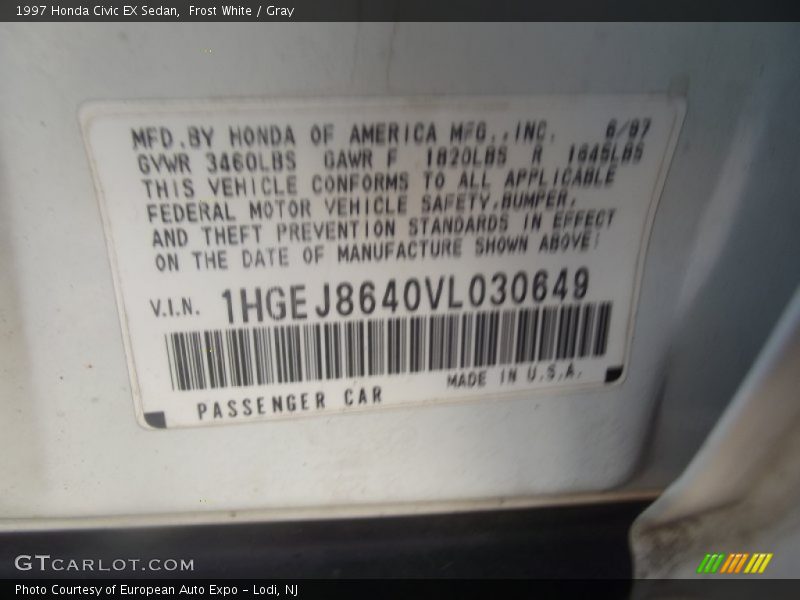 1997 Honda Civic EX Sedan, Frost White / Gray
MFD.BY HONDA OF AMERICA MFG.,INC. 6/97
GVWR 3460LBS GAWR F 1820LBS R 1645LBS
THIS VEHICLE CONFORMS TO ALL APPLICABLE
FEDERAL MOTOR VEHICLE SAFETY,BUMPER,
AND THEFT PREVENTION STANDARDS IN EFFECT
ON THE DATE OF MANUFACTURE SHOWN ABOVE:
V.I.N. 1HGEJ8640VL030649
PASSENGER CAR MADE IN U.S.A.
GTCARLOT.COM
Photo Courtesy of European Auto Expo - Lodi, NJ